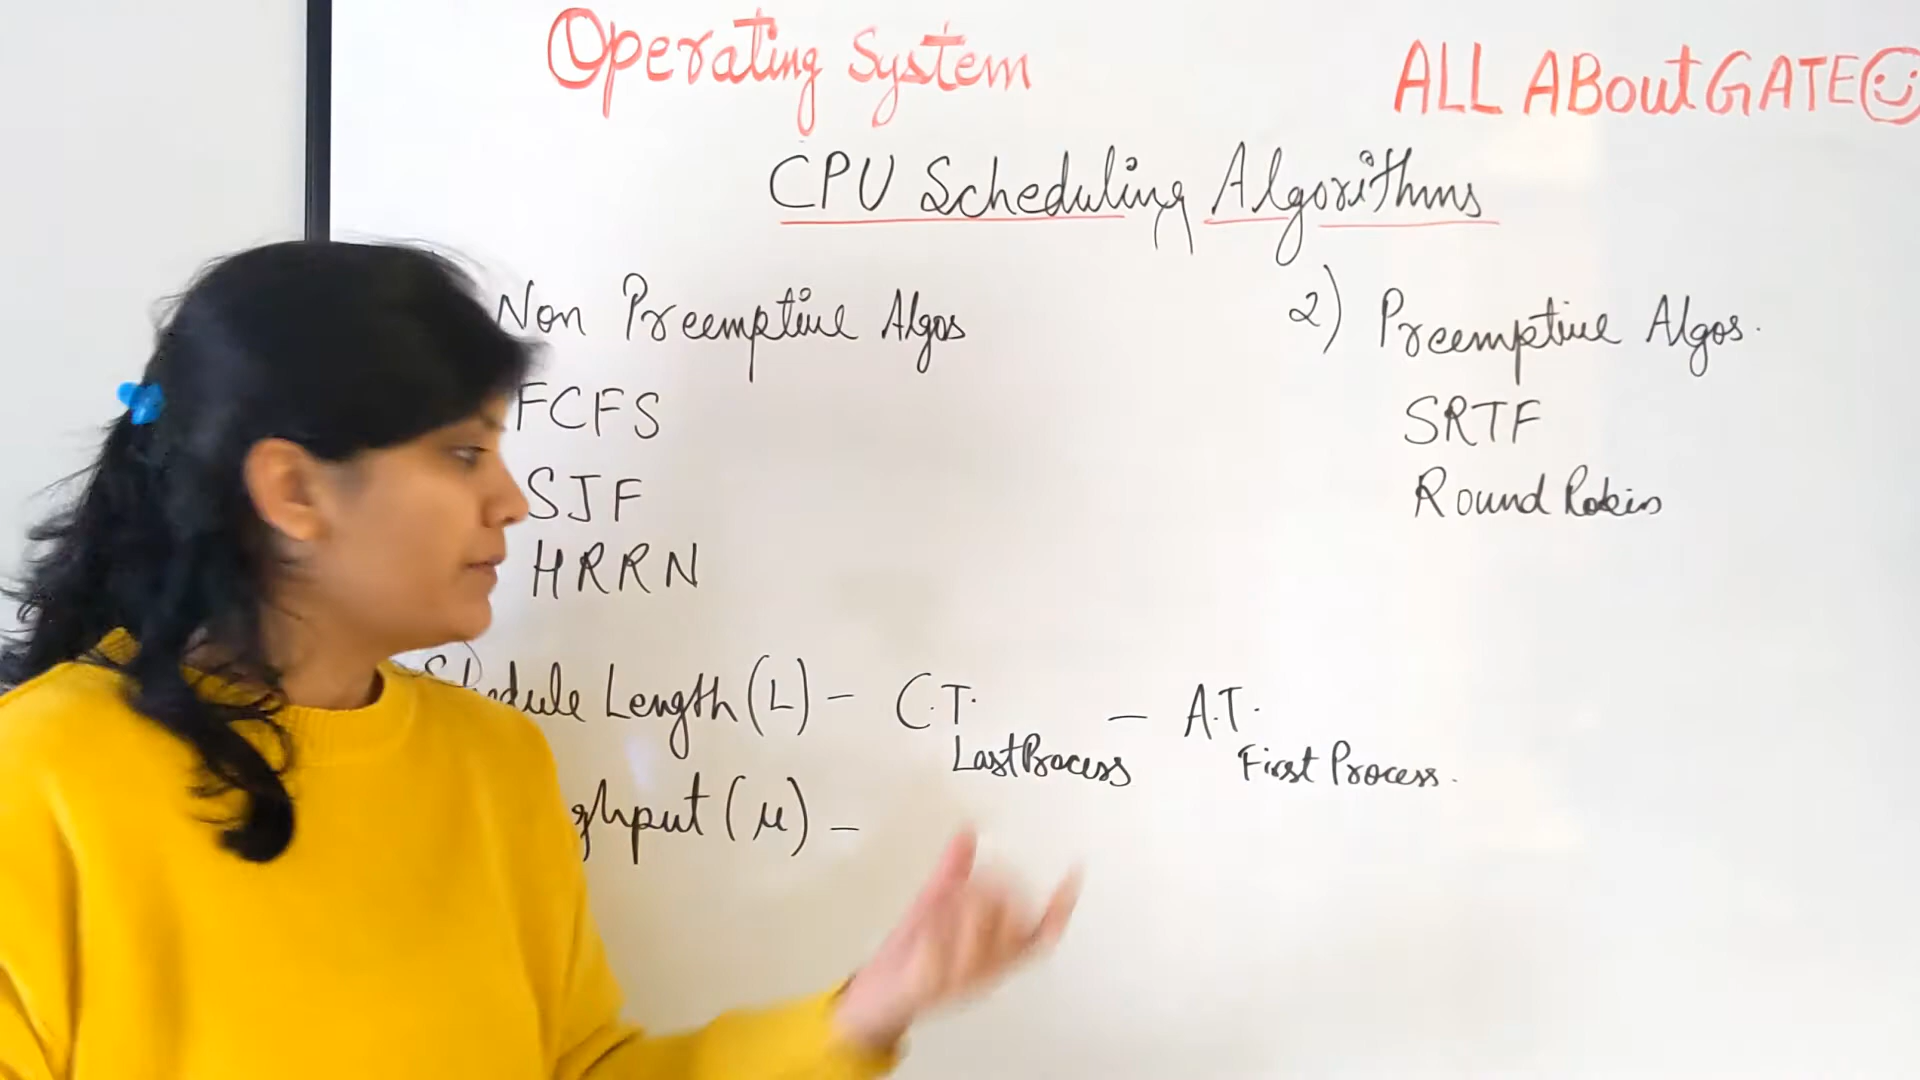 Operating System
ALL ABout GATE
CPU Scheduling Algorithms
Non Preemptive Algos
FCFS
SJF
HRRN
2) Preemptive Algos.
SRTF
Round Robin
Length (L) – C.T. Last Process – A.T. First Process.
(μ) –